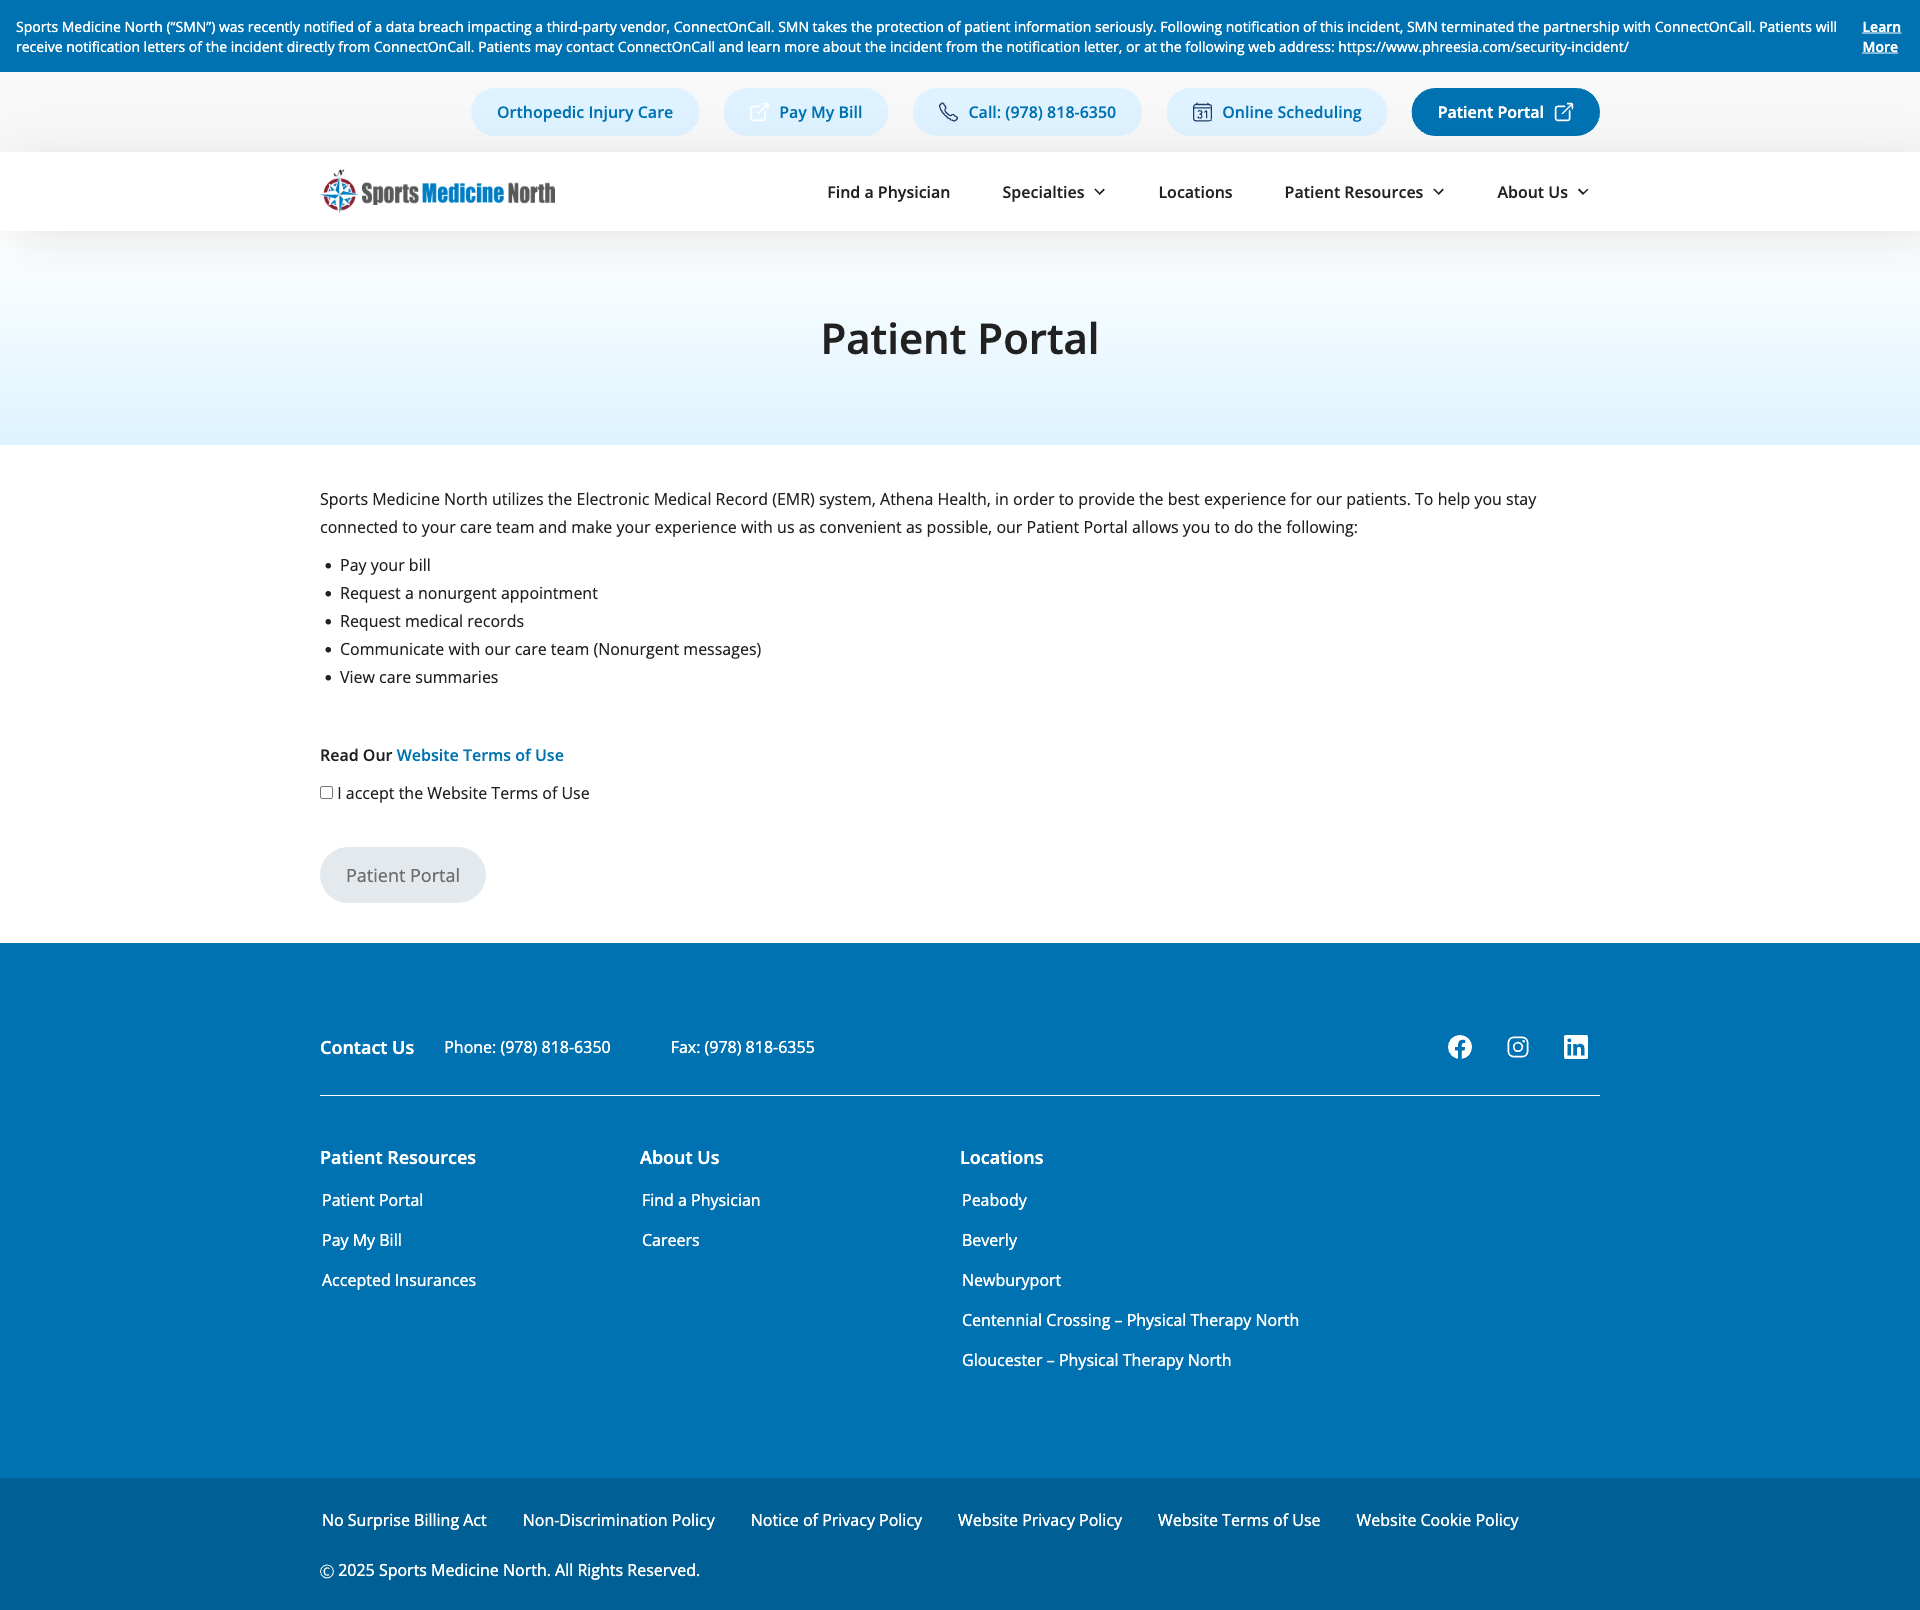 Sports Medicine North (“SMN”) was recently notified of a data breach impacting a third-party vendor, ConnectOnCall. SMN takes the protection of patient information seriously. Following notification of this incident, SMN terminated the partnership with ConnectOnCall. Patients will
receive notification letters of the incident directly from ConnectOnCall. Patients may contact ConnectOnCall and learn more about the incident from the notification letter, or at the following web address: https://www.phreesia.com/security-incident/
Learn
More
Orthopedic Injury Care
Pay My Bill
Call: (978) 818-6350
31
Online Scheduling
Patient Portal
N
Sports Medicine North
Find a Physician
Specialties
Locations
Patient Resources
About Us
Patient Portal
Sports Medicine North utilizes the Electronic Medical Record (EMR) system, Athena Health, in order to provide the best experience for our patients. To help you stay
connected to your care team and make your experience with us as convenient as possible, our Patient Portal allows you to do the following:
• Pay your bill
• Request a nonurgent appointment
• Request medical records
• Communicate with our care team (Nonurgent messages)
• View care summaries
Read Our Website Terms of Use
I accept the Website Terms of Use
Patient Portal
Contact Us
Phone: (978) 818-6350
Fax: (978) 818-6355
Patient Resources
Patient Portal
Pay My Bill
Accepted Insurances
About Us
Find a Physician
Careers
Locations
Peabody
Beverly
Newburyport
Centennial Crossing – Physical Therapy North
Gloucester – Physical Therapy North
No Surprise Billing Act
Non-Discrimination Policy
Notice of Privacy Policy
Website Privacy Policy
Website Terms of Use
Website Cookie Policy
© 2025 Sports Medicine North. All Rights Reserved.